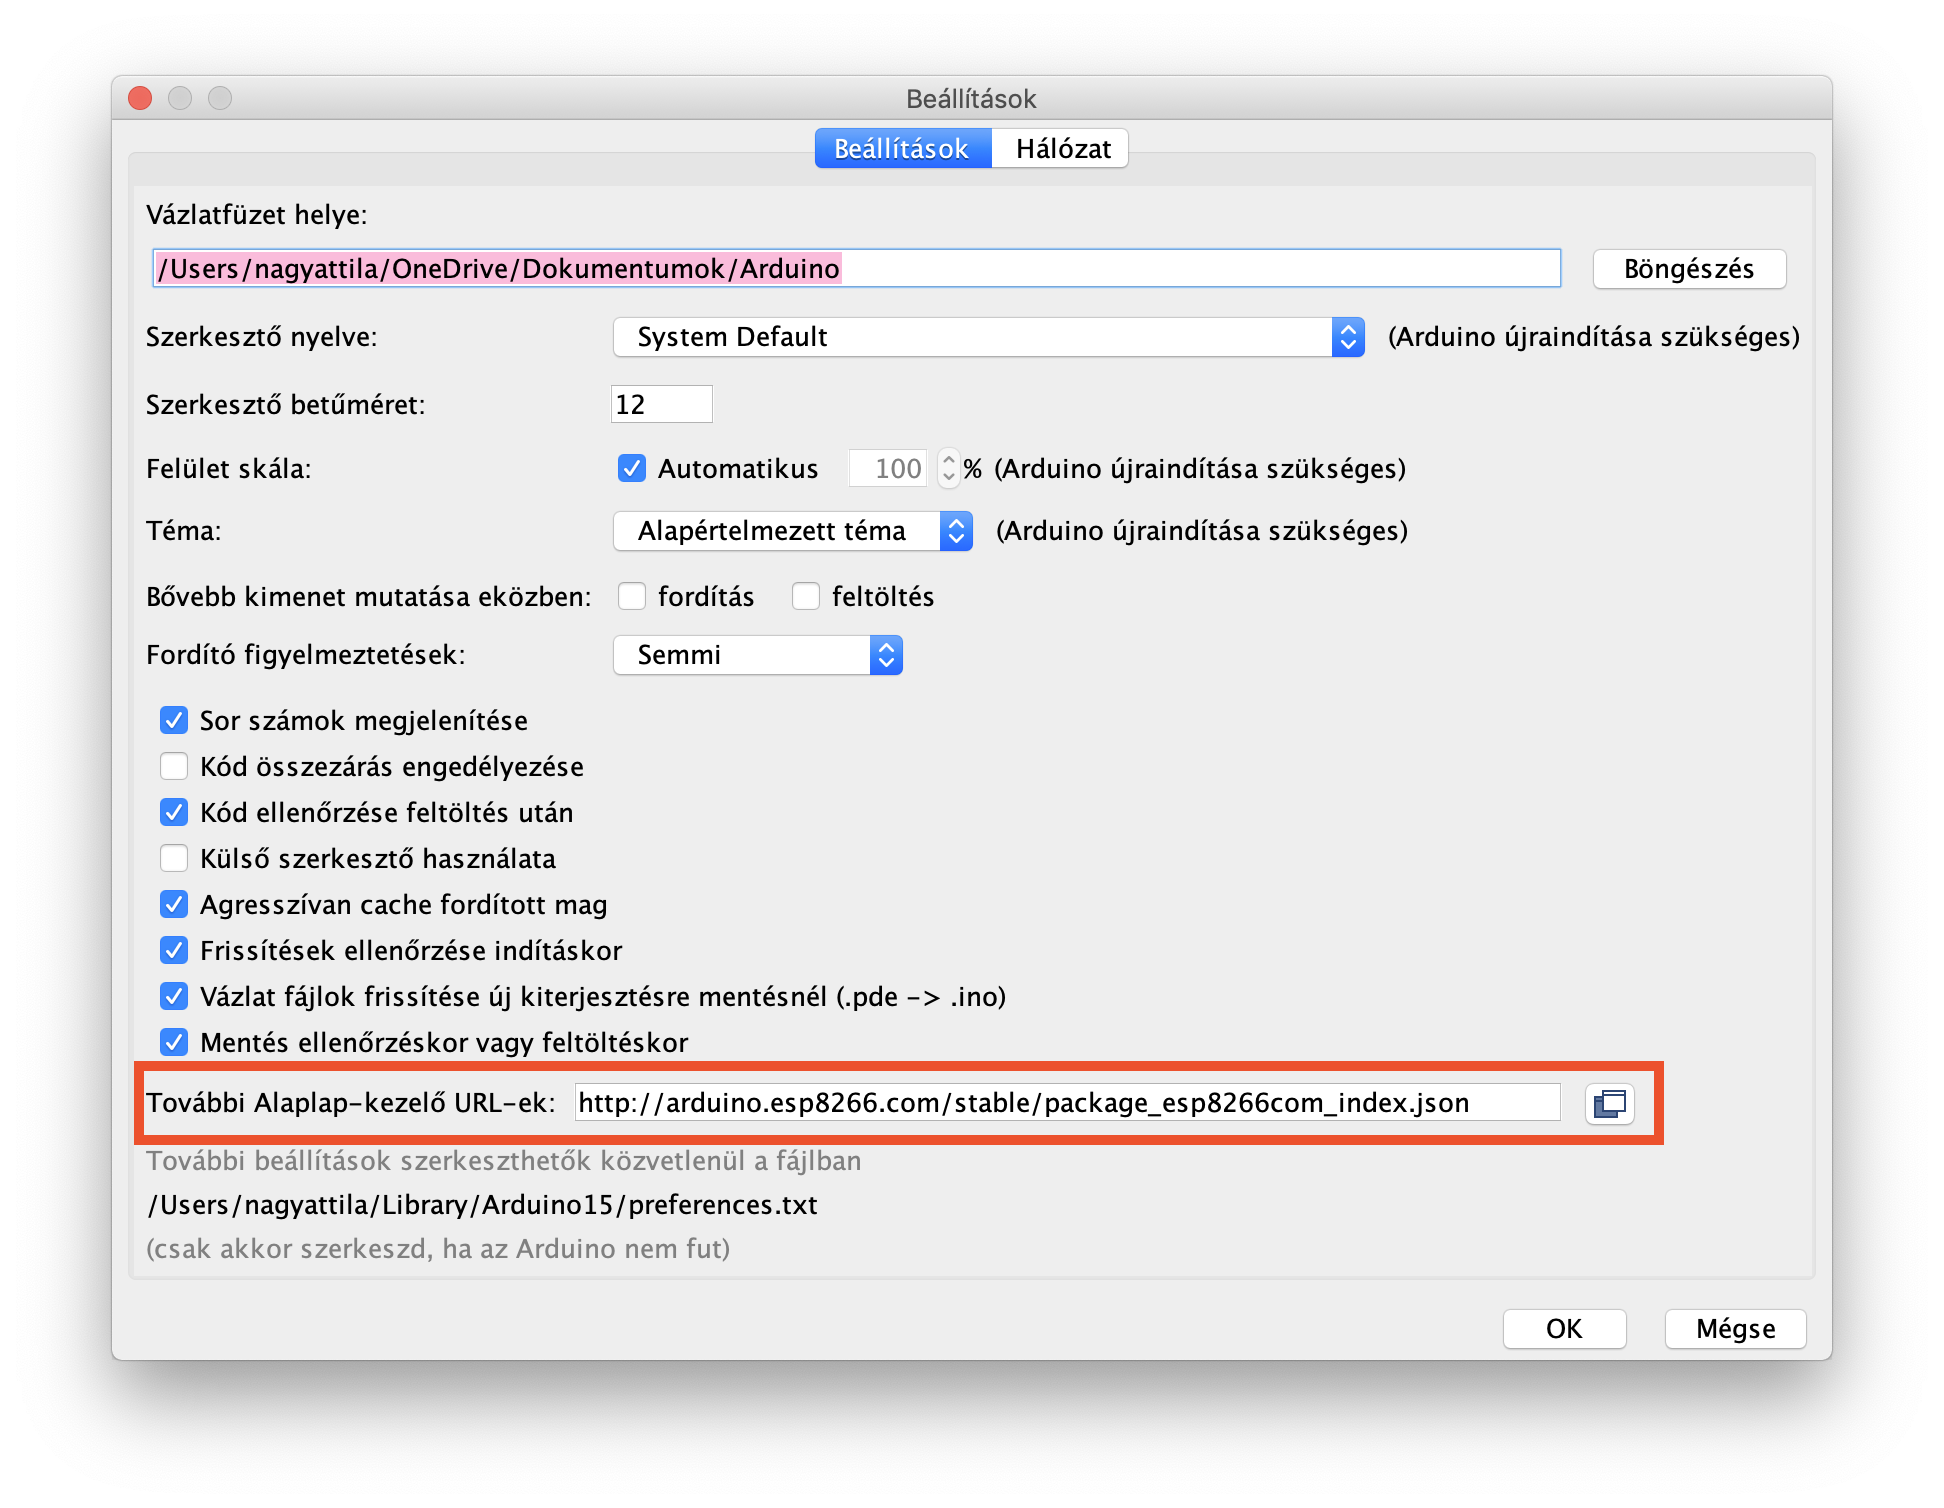 Beállítások
Beállítások Hálózat
Vázlatfüzet helye:
/Users/nagyattila/OneDrive/Dokumentumok/Arduino Böngészés
Szerkesztő nyelve: System Default (Arduino újraindítása szükséges)
Szerkesztő betűméret: 12
Felület skála: Automatikus 100 % (Arduino újraindítása szükséges)
Téma: Alapértelmezett téma (Arduino újraindítása szükséges)
Bővebb kimenet mutatása eközben: fordítás feltöltés
Fordító figyelmeztetések: Semmi
Sor számok megjelenítése
Kód összezárás engedélyezése
Kód ellenőrzése feltöltés után
Külső szerkesztő használata
Agresszívan cache fordított mag
Frissítések ellenőrzése indításkor
Vázlat fájlok frissítése új kiterjesztésre mentésnél (.pde -> .ino)
Mentés ellenőrzéskor vagy feltöltéskor
További Alaplap-kezelő URL-ek: http://arduino.esp8266.com/stable/package_esp8266com_index.json
További beállítások szerkeszthetők közvetlenül a fájlban
/Users/nagyattila/Library/Arduino15/preferences.txt
(csak akkor szerkeszd, ha az Arduino nem fut)
OK Mégse